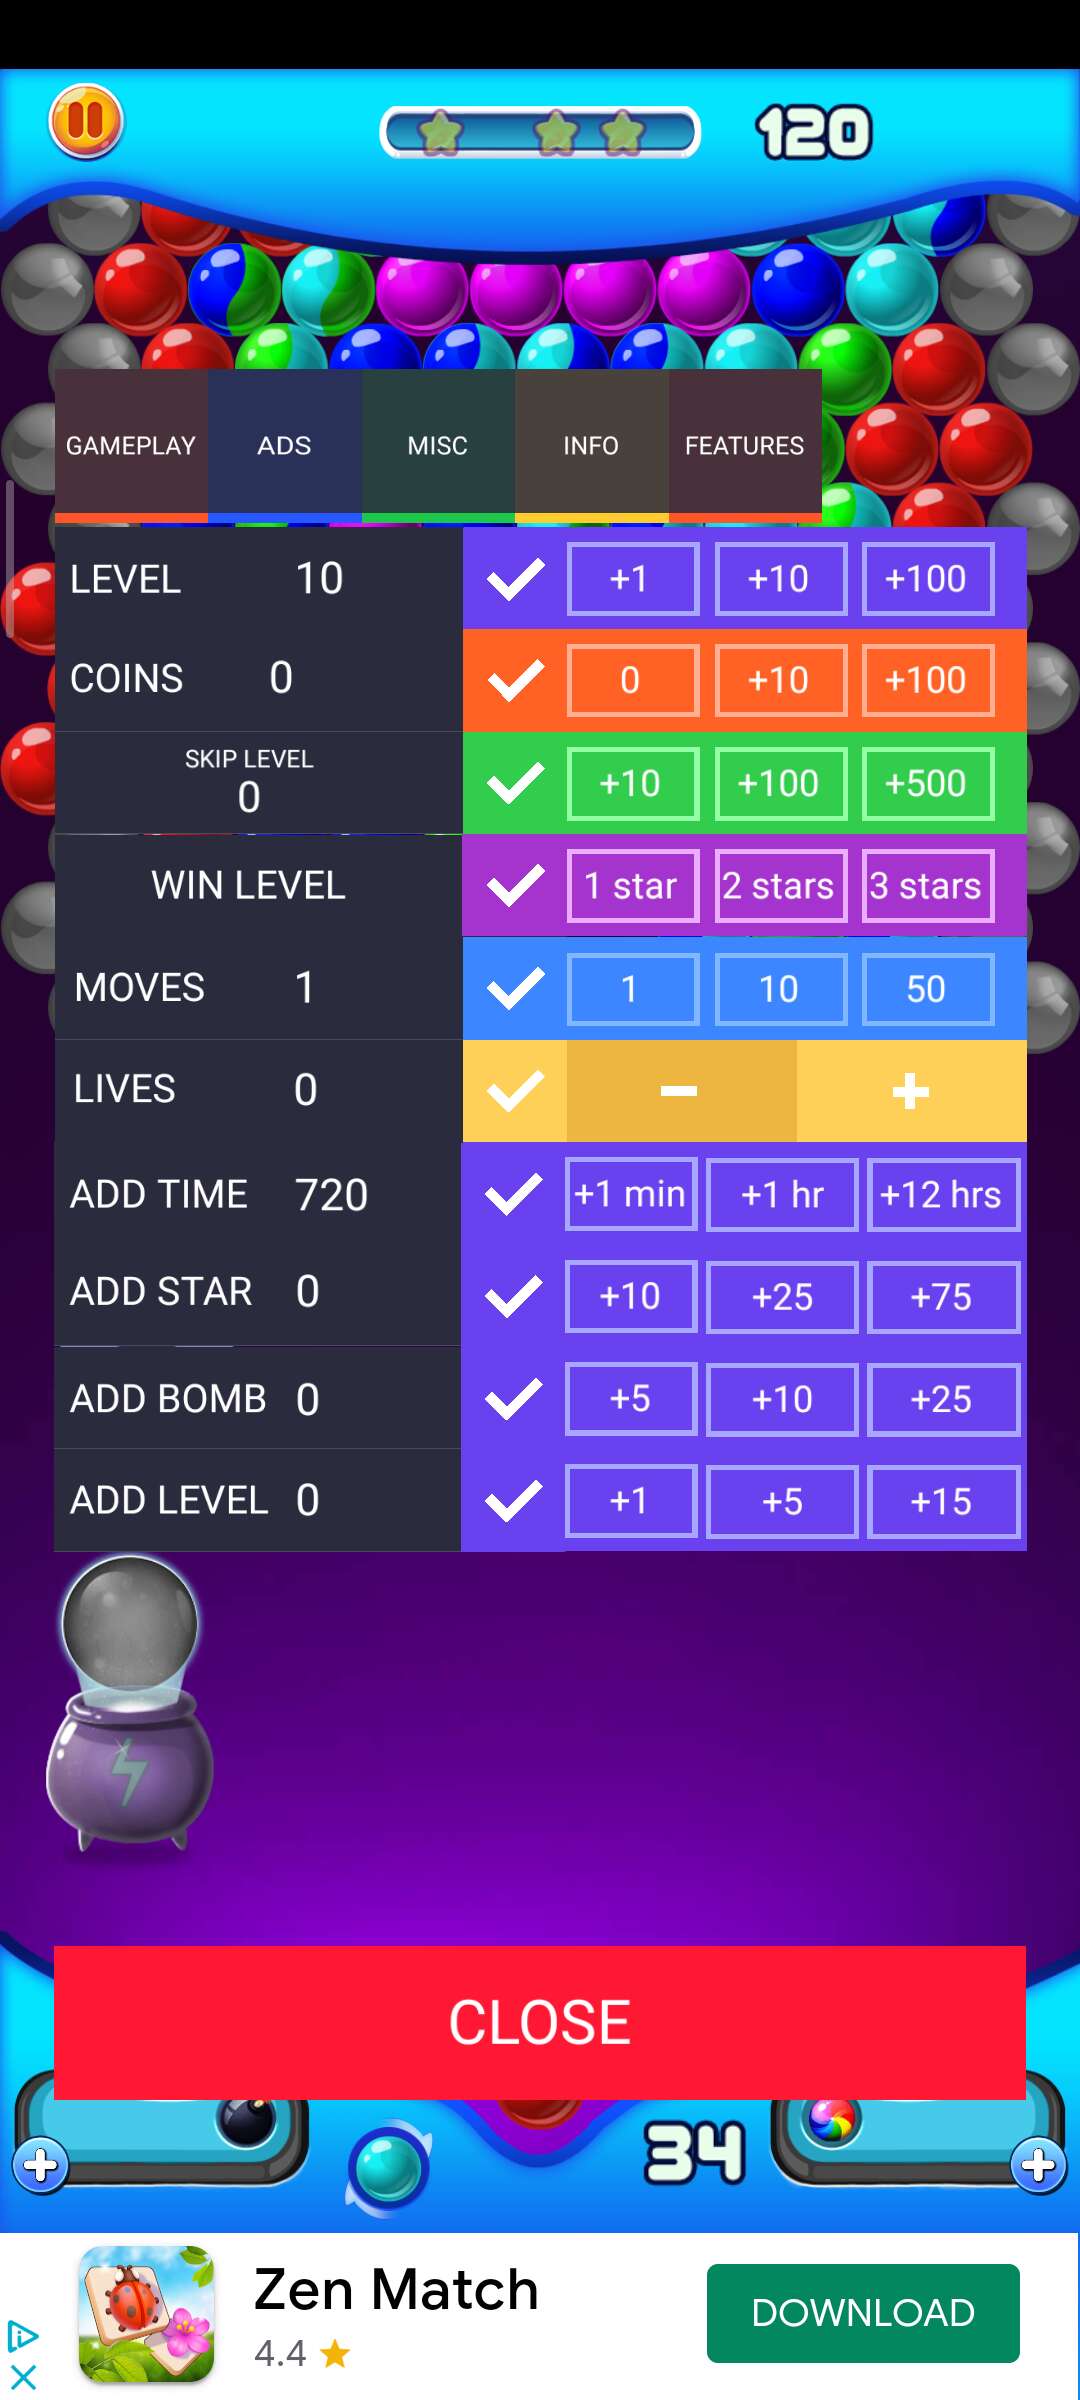 120
GAMEPLAY ADS MISC INFO FEATURES
LEVEL 10 +1 +10 +100
COINS 0 0 +10 +100
SKIP LEVEL
0 +10 +100 +500
WIN LEVEL 1 star 2 stars 3 stars
MOVES 1 1 10 50
LIVES 0 - +
ADD TIME 720 +1 min +1 hr +12 hrs
ADD STAR 0 +10 +25 +75
ADD BOMB 0 +5 +10 +25
ADD LEVEL 0 +1 +5 +15
CLOSE
34
Zen Match
4.4
DOWNLOAD